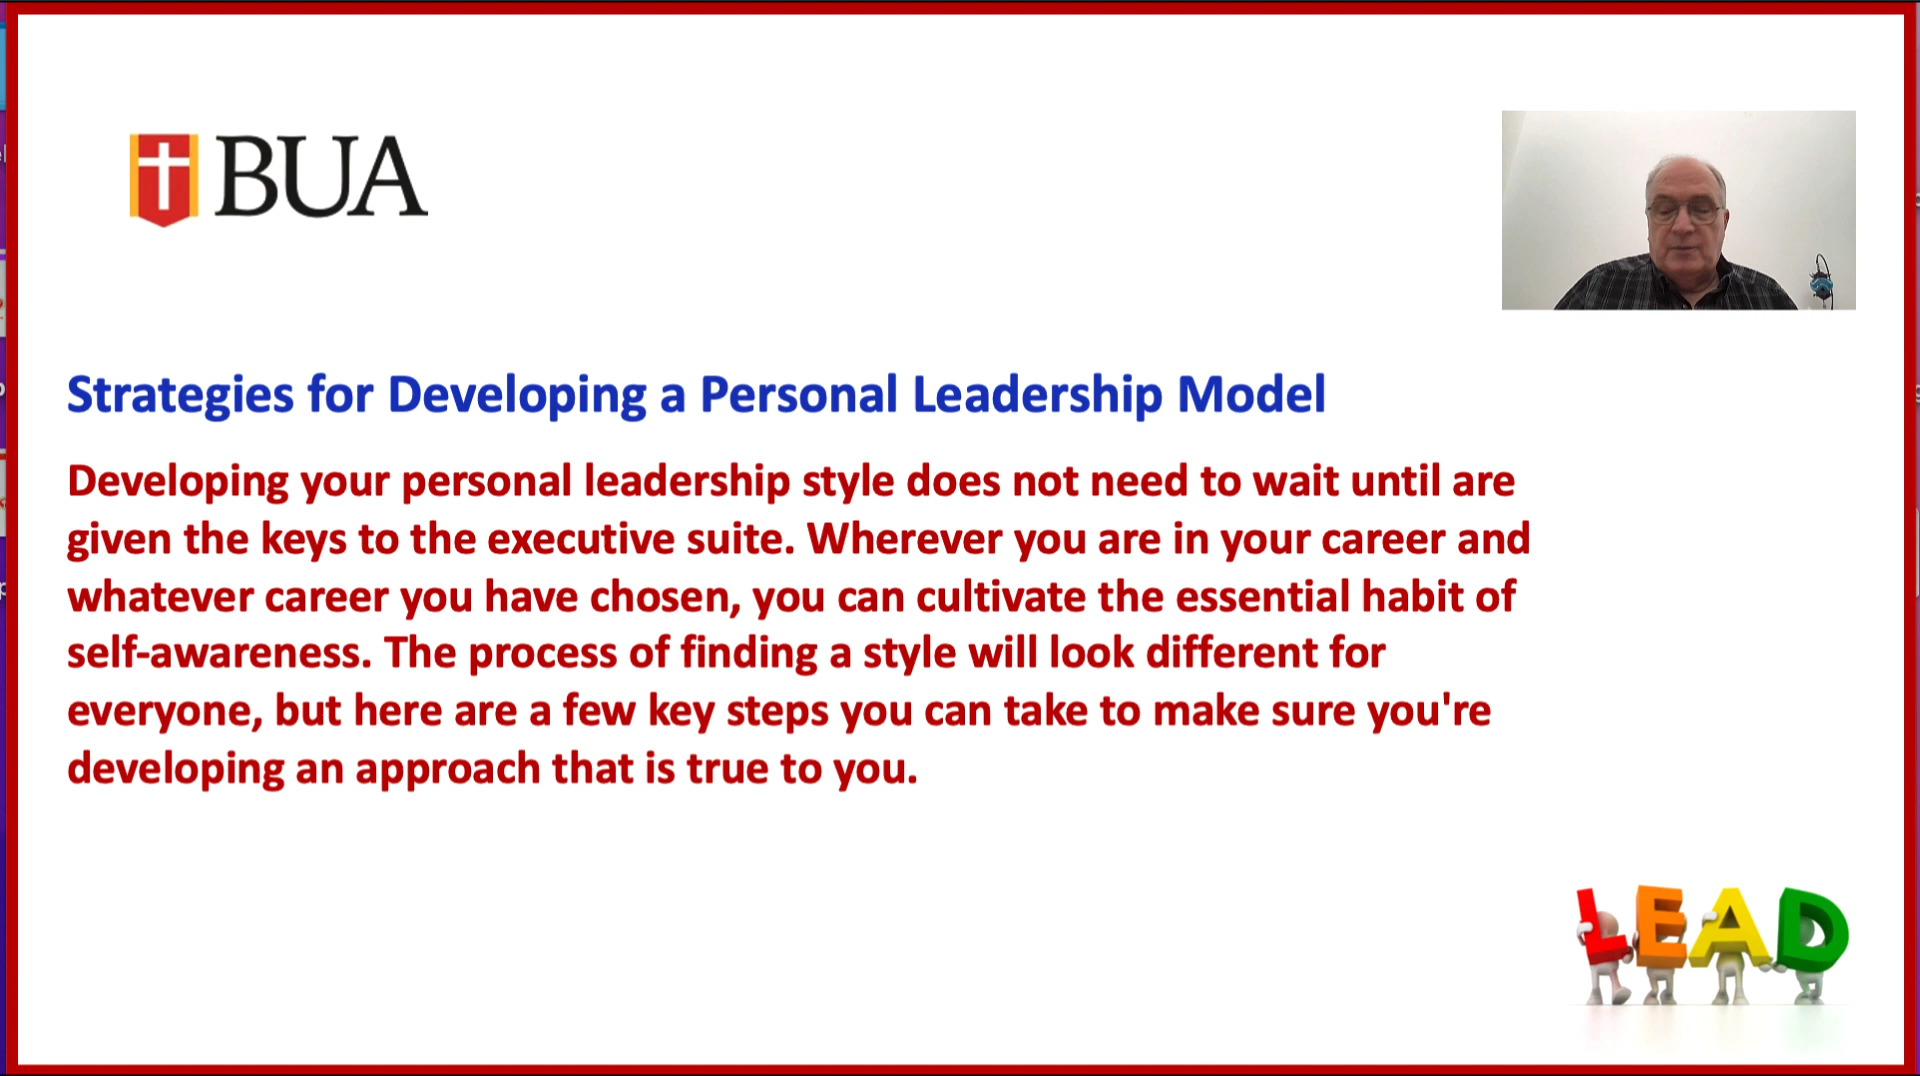 BUA
Strategies for Developing a Personal Leadership Model
Developing your personal leadership style does not need to wait until are
given the keys to the executive suite. Wherever you are in your career and
whatever career you have chosen, you can cultivate the essential habit of
self-awareness. The process of finding a style will look different for
everyone, but here are a few key steps you can take to make sure you're
developing an approach that is true to you.
LEAD